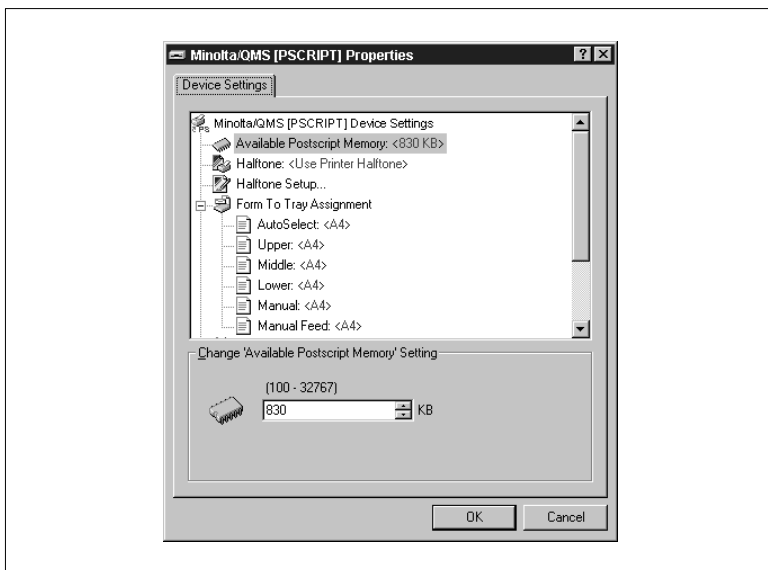 Minolta/QMS [PSCRIPT] Properties
Device Settings
Minolta/QMS [PSCRIPT] Device Settings
Available Postscript Memory: <830 KB>
Halftone: <Use Printer Halftone>
Halftone Setup...
Form To Tray Assignment
AutoSelect: <A4>
Upper: <A4>
Middle: <A4>
Lower: <A4>
Manual: <A4>
Manual Feed: <A4>
Change 'Available Postscript Memory' Setting
(100 - 32767)
830 KB
OK Cancel